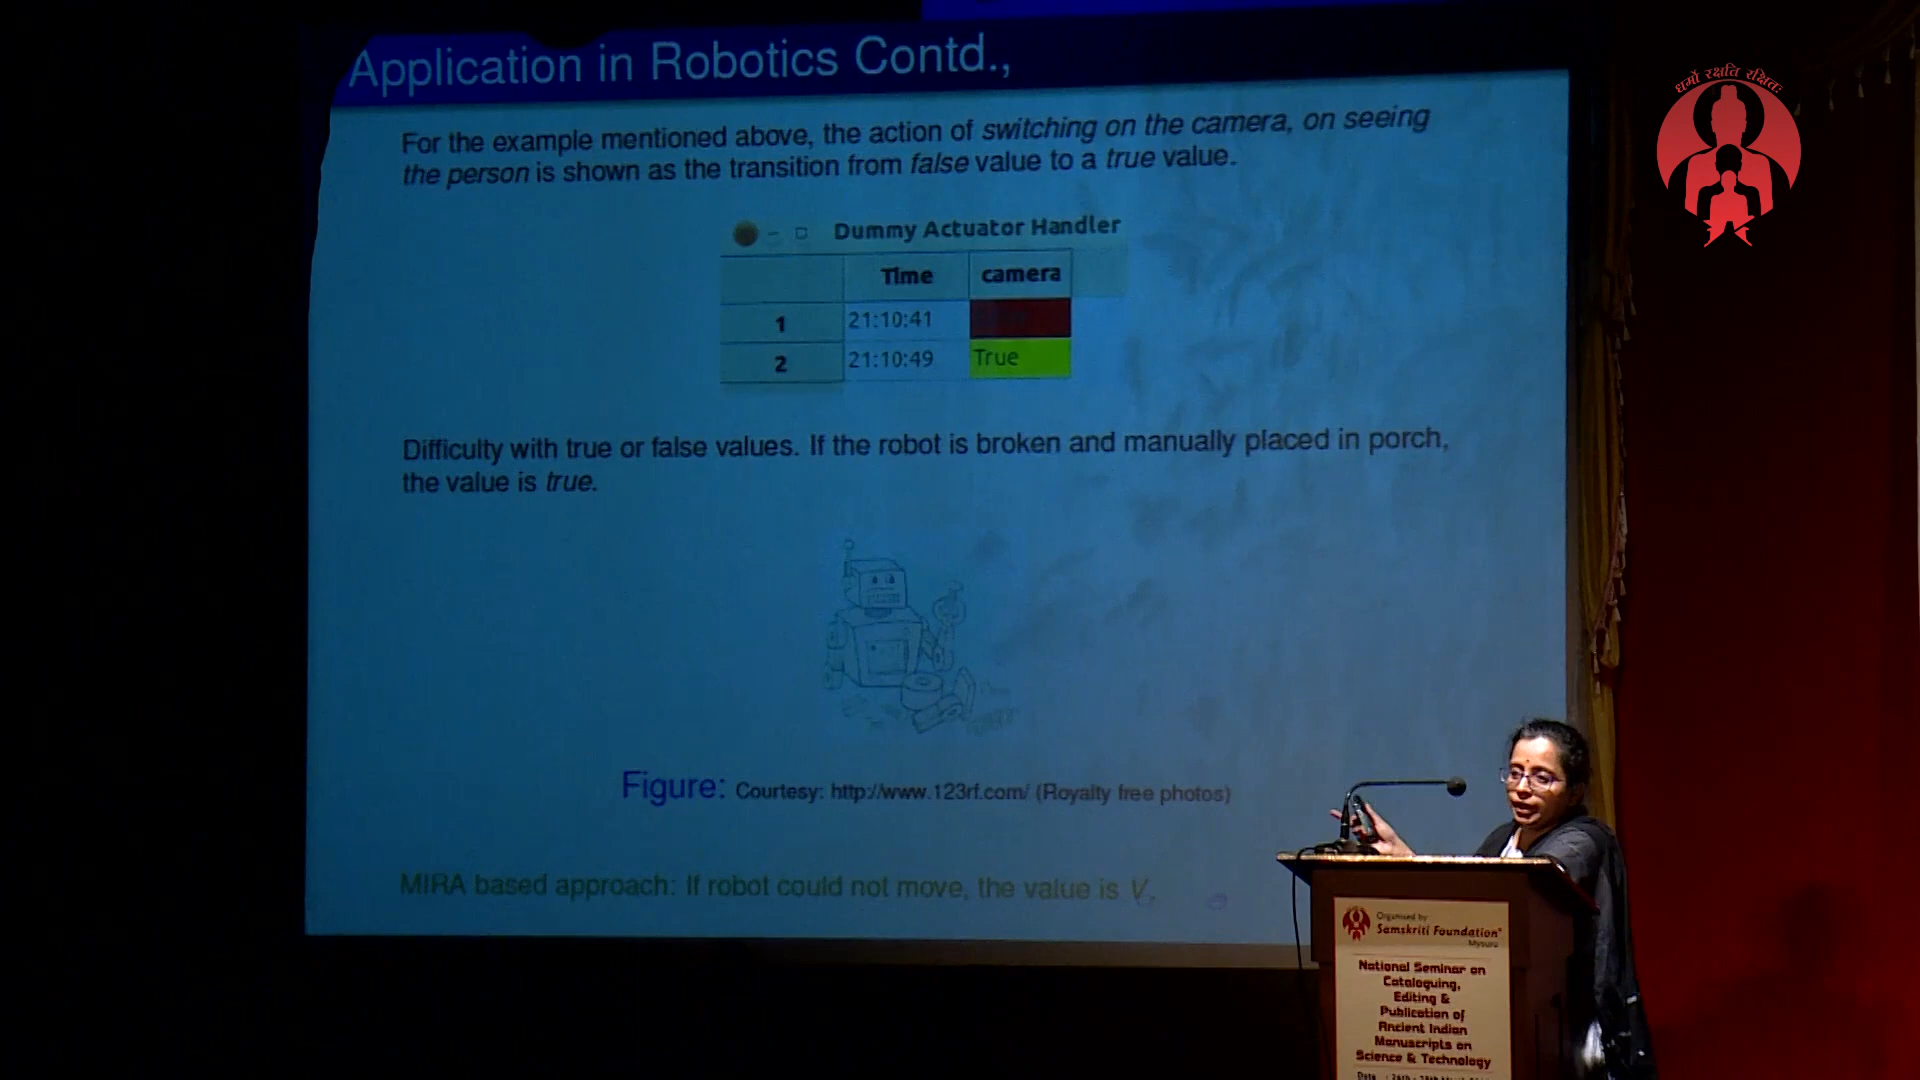 Application in Robotics Contd.,
For the example mentioned above, the action of switching on the camera, on seeing
the person is shown as the transition from false value to a true value.
Dummy Actuator Handler
Time camera
1 21:10:41
2 21:10:49 True
Difficulty with true or false values. If the robot is broken and manually placed in porch,
the value is true.
Figure: Courtesy: http://www.123rf.com/ (Royalty free photos)
MIRA based approach: If robot could not move, the value is V.
धर्मो रक्षति रक्षितः
Organised by
Samskriti Foundation
Mysuru
National Seminar on
Cataloguing,
Editing &
Publication of
Ancient Indian
Manuscripts on
Science & Technology